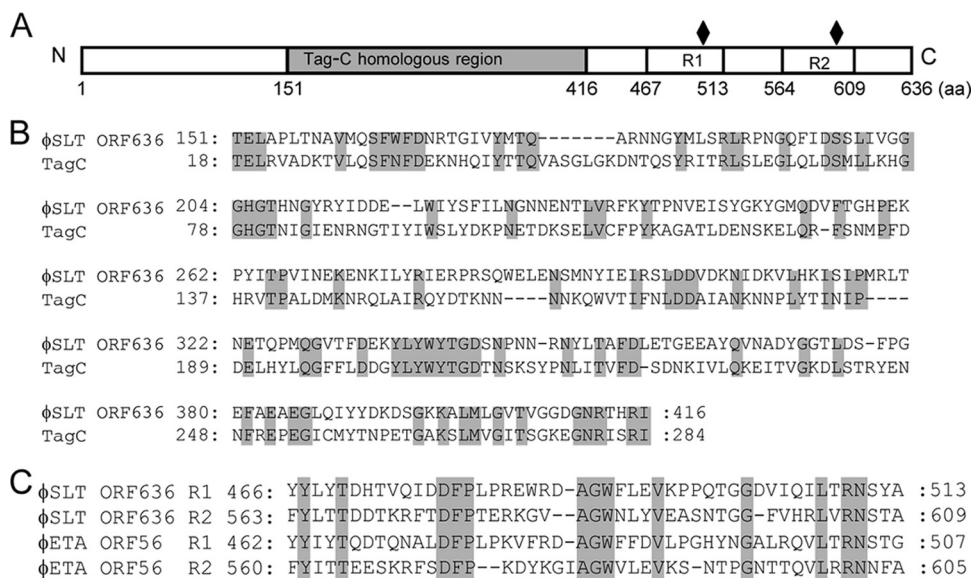 A
N
Tag-C homologous region
R1
R2
C
1 151 416 467 513 564 609 636 (aa)
B
ϕSLT ORF636 151: TELAPLTNAVMQSFWFDNRTGIVYMTQ-------ARNNGYMLSRLRPNGQFIDSSLIVGG
TagC 18: TELRVADKTVLQSFNFDEKNHQIYTTQVASGLGKDNTQSYRITRLSLEGLQLDSMLLKHG
ϕSLT ORF636 204: GHGTHNGYRYIDDE--LWIYSFILNGNNENTLVRFKYTPNVEISYGKYGMQDVFTGHPEK
TagC 78: GHGTNIGIENRNGTIYIWSLYDKPNETDKSELVCFPYKAGATLDENSKELQR-FSNMPFD
ϕSLT ORF636 262: PYITPVINEKENKILYRIERPRSQWELENSMNYIEIRSLDDVDKNIDKVLHKISIPMRLT
TagC 137: HRVTPALDMKNRQLAIRQYDTKNN----NNKQWVTIFNLDDAIANKNNPLYTINIP----
ϕSLT ORF636 322: NETQPMQGVTFDEKYLYWYTGDSNPNN-RNYLTAFDLETGEEAYQVNADYGGTLDS-FPG
TagC 189: DELHYLQGFFLDDGYLYWYTGDTNSKSYPNLITVFD-SDNKIVLQKEITVGKDLSTRYEN
ϕSLT ORF636 380: EFAEAEGLQIYYDKDSGKKALMLGVTVGGDGNRTHRI :416
TagC 248: NFREPEGICMYTNPETGAKSLMVGITSGKEGNRISRI :284
C
ϕSLT ORF636 R1 466: YYLYTDHTVQIDDFPLPREWRD-AGWFLEVKPPQTGGDVIQILTRNSYA :513
ϕSLT ORF636 R2 563: FYLTTDDTKRFTDFPTERKGV--AGWNLYVEASNTGG-FVHRLVRNSTA :609
ϕETA ORF56 R1 462: YYIYTDQTQNALDFPLPKVFRD-AGWFFDVLPGHYNGALRQVLTRNSTG :507
ϕETA ORF56 R2 560: FYITTEESKRFSDFP--KDYKGIAGWVLEVKS-NTPGNTTQVLRRNNFA :605